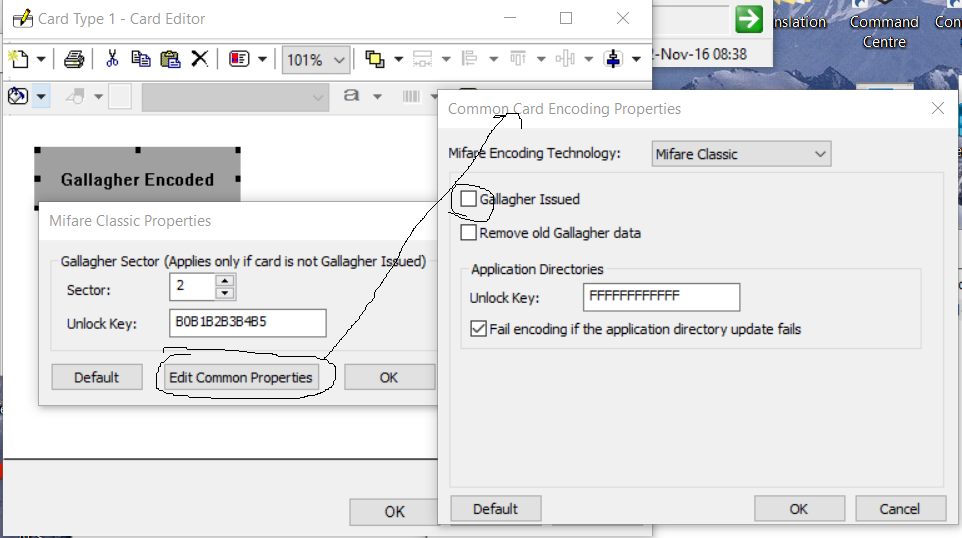 Card Type 1 - Card Editor
101%
2-Nov-16 08:38
nslation
Command
Centre
Con
Common Card Encoding Properties
Mifare Encoding Technology:
Mifare Classic
Gallagher Issued
Remove old Gallagher data
Application Directories
Unlock Key:
FFFFFFFFFFFF
Fail encoding if the application directory update fails
Default
OK
Cancel
Gallagher Encoded
Mifare Classic Properties
Gallagher Sector (Applies only if card is not Gallagher Issued)
Sector:
2
Unlock Key:
B0B1B2B3B4B5
Default
Edit Common Properties
OK
OK